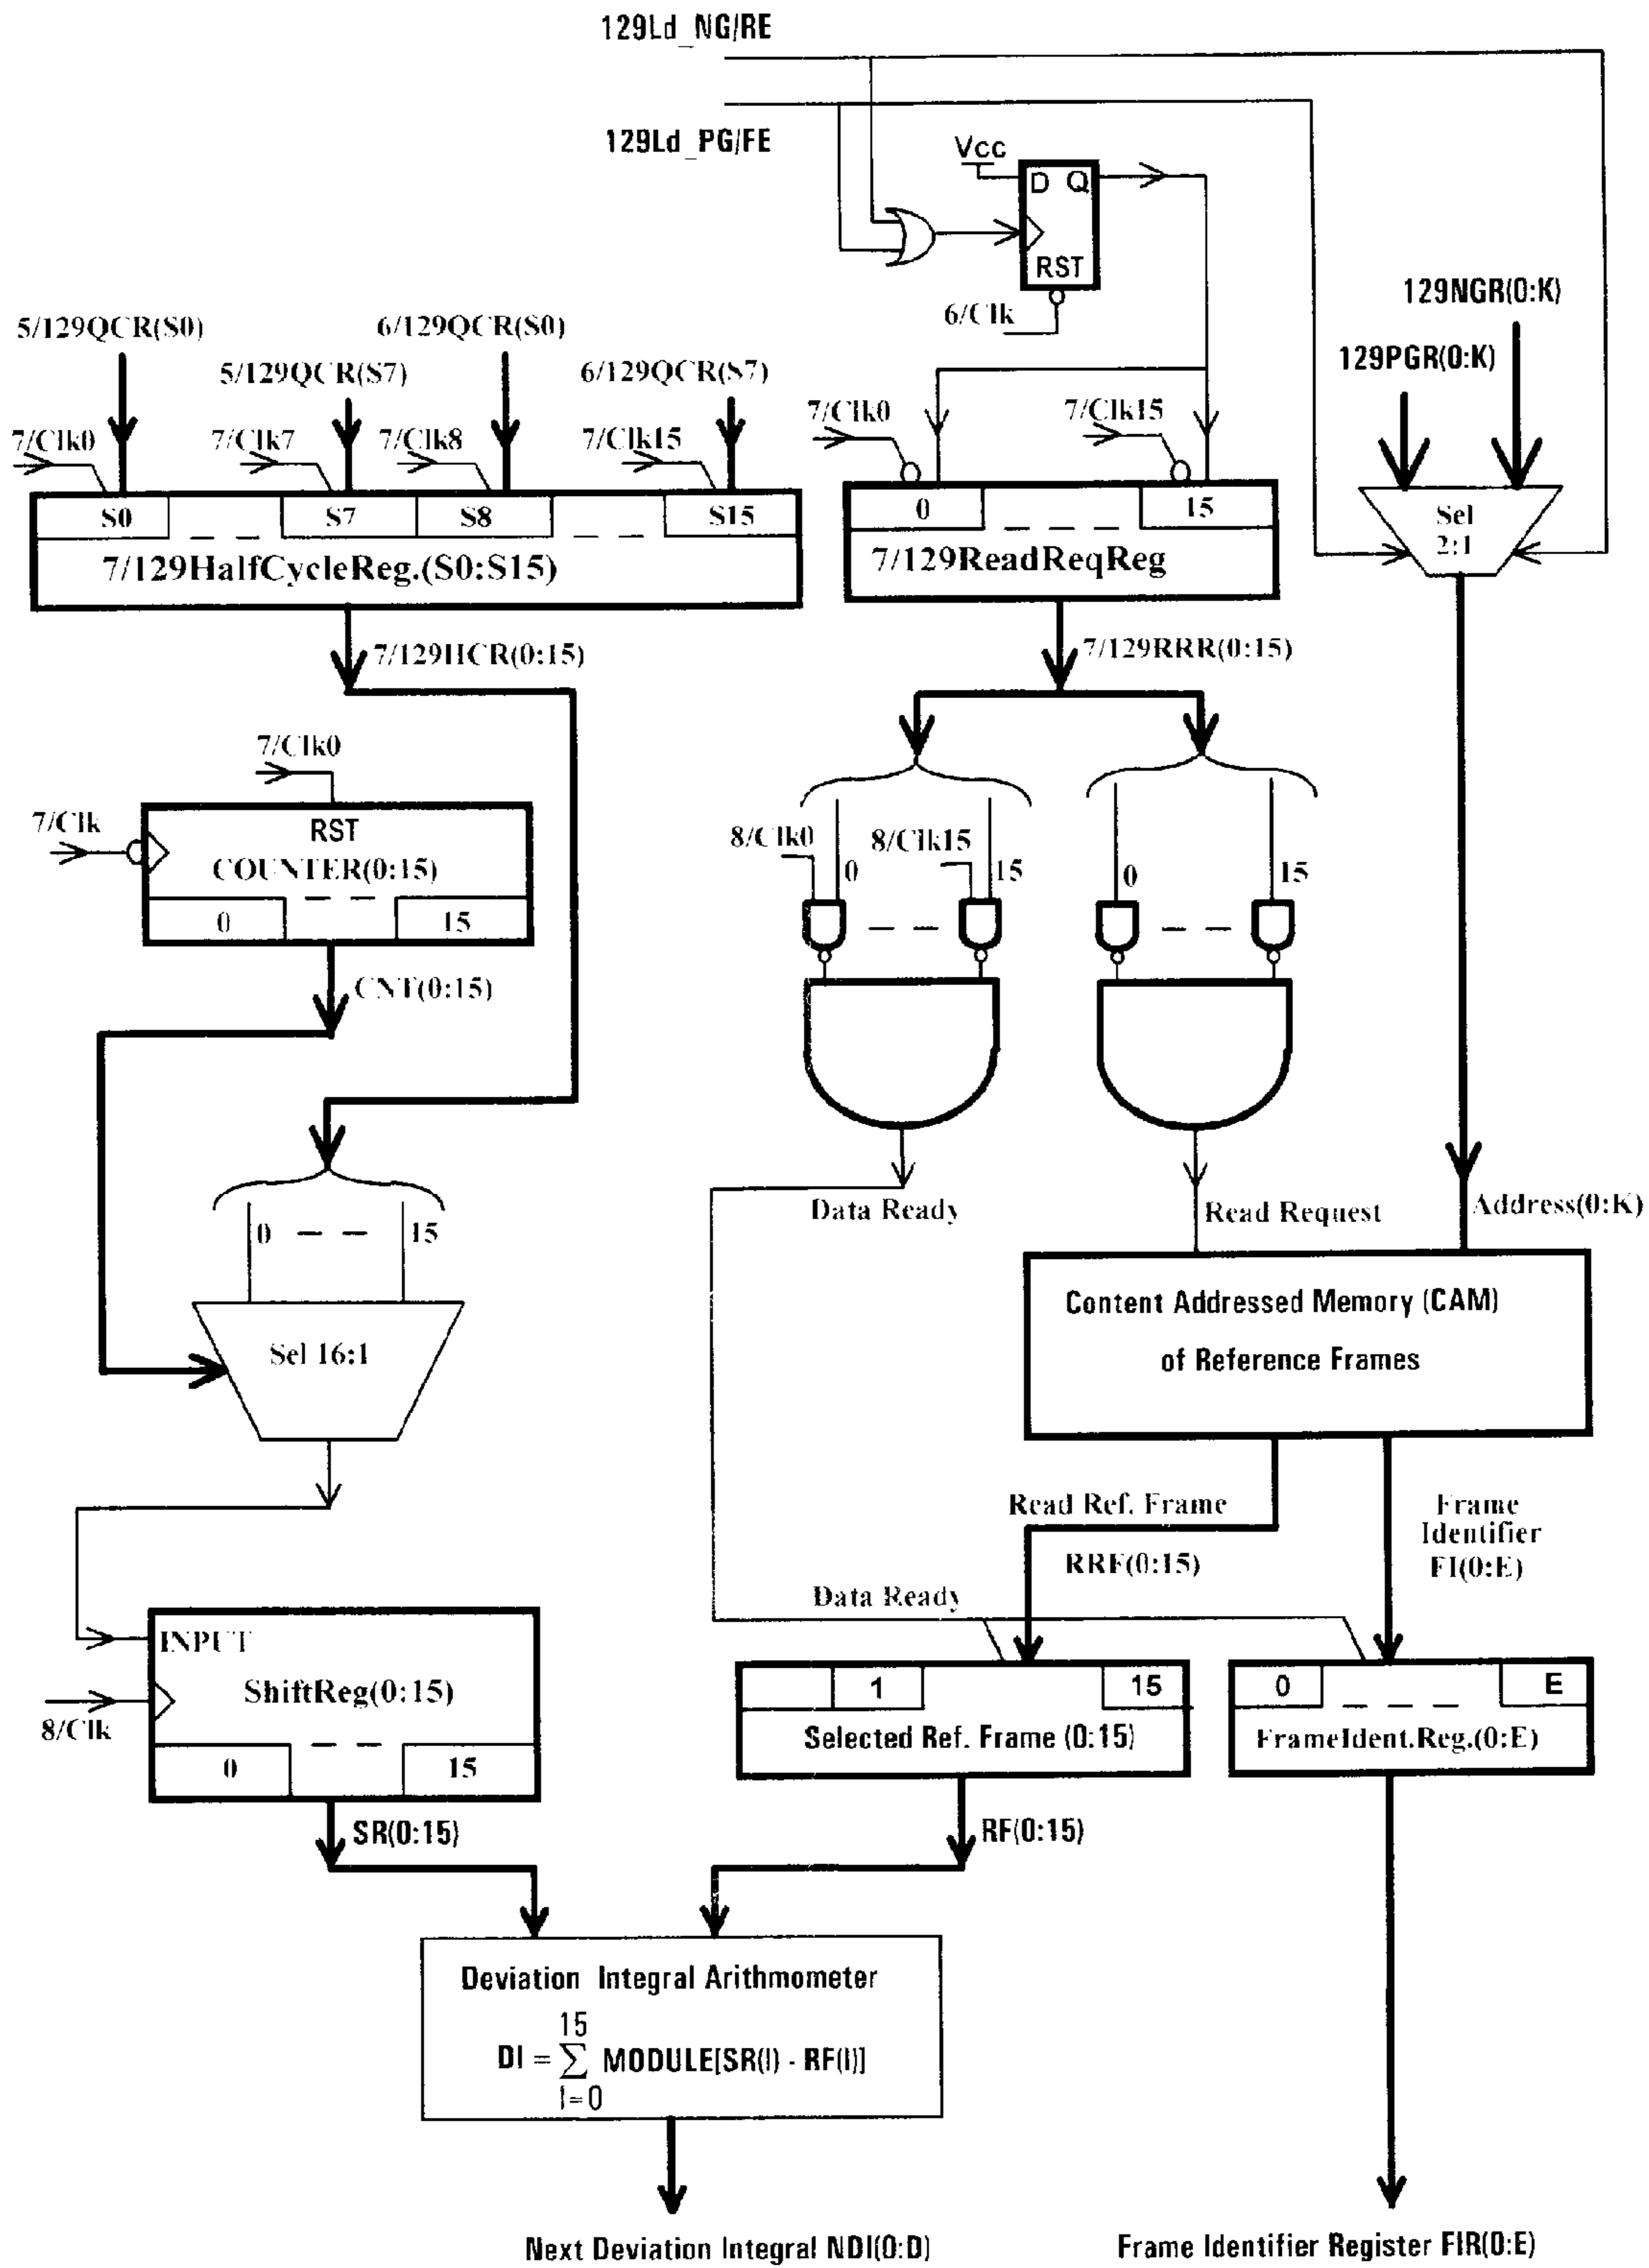 129Ld_NG/RE
129Ld_PG/FE
Vcc
D Q
RST
6/Clk
129NGR(0:K)
129PGR(0:K)
5/129QCR(S0)
6/129QCR(S0)
5/129QCR(S7)
6/129QCR(S7)
7/Clk0
7/Clk7
7/Clk8
7/Clk15
7/Clk0
7/Clk15
S0
S7
S8
S15
7/129HalfCycleReg.(S0:S15)
0
15
7/129ReadReqReg
Sel
2:1
7/129HCR(0:15)
7/129RRR(0:15)
7/Clk0
7/Clk
RST
COUNTER(0:15)
0
15
8/Clk0
0
8/Clk15
15
0
15
CNT(0:15)
Data Ready
Read Request
Address(0:K)
0
15
Sel 16:1
Content Addressed Memory (CAM)
of Reference Frames
Read Ref. Frame
RRF(0:15)
Frame
Identifier
FI(0:E)
Data Ready
INPUT
ShiftReg(0:15)
8/Clk
0
15
1
15
Selected Ref. Frame (0:15)
0
E
FrameIdent.Reg.(0:E)
SR(0:15)
RF(0:15)
Deviation Integral Arithmometer
15
DI = ∑ MODULE[SR(I) - RF(I)]
I=0
Next Deviation Integral NDI(0:D)
Frame Identifier Register FIR(0:E)